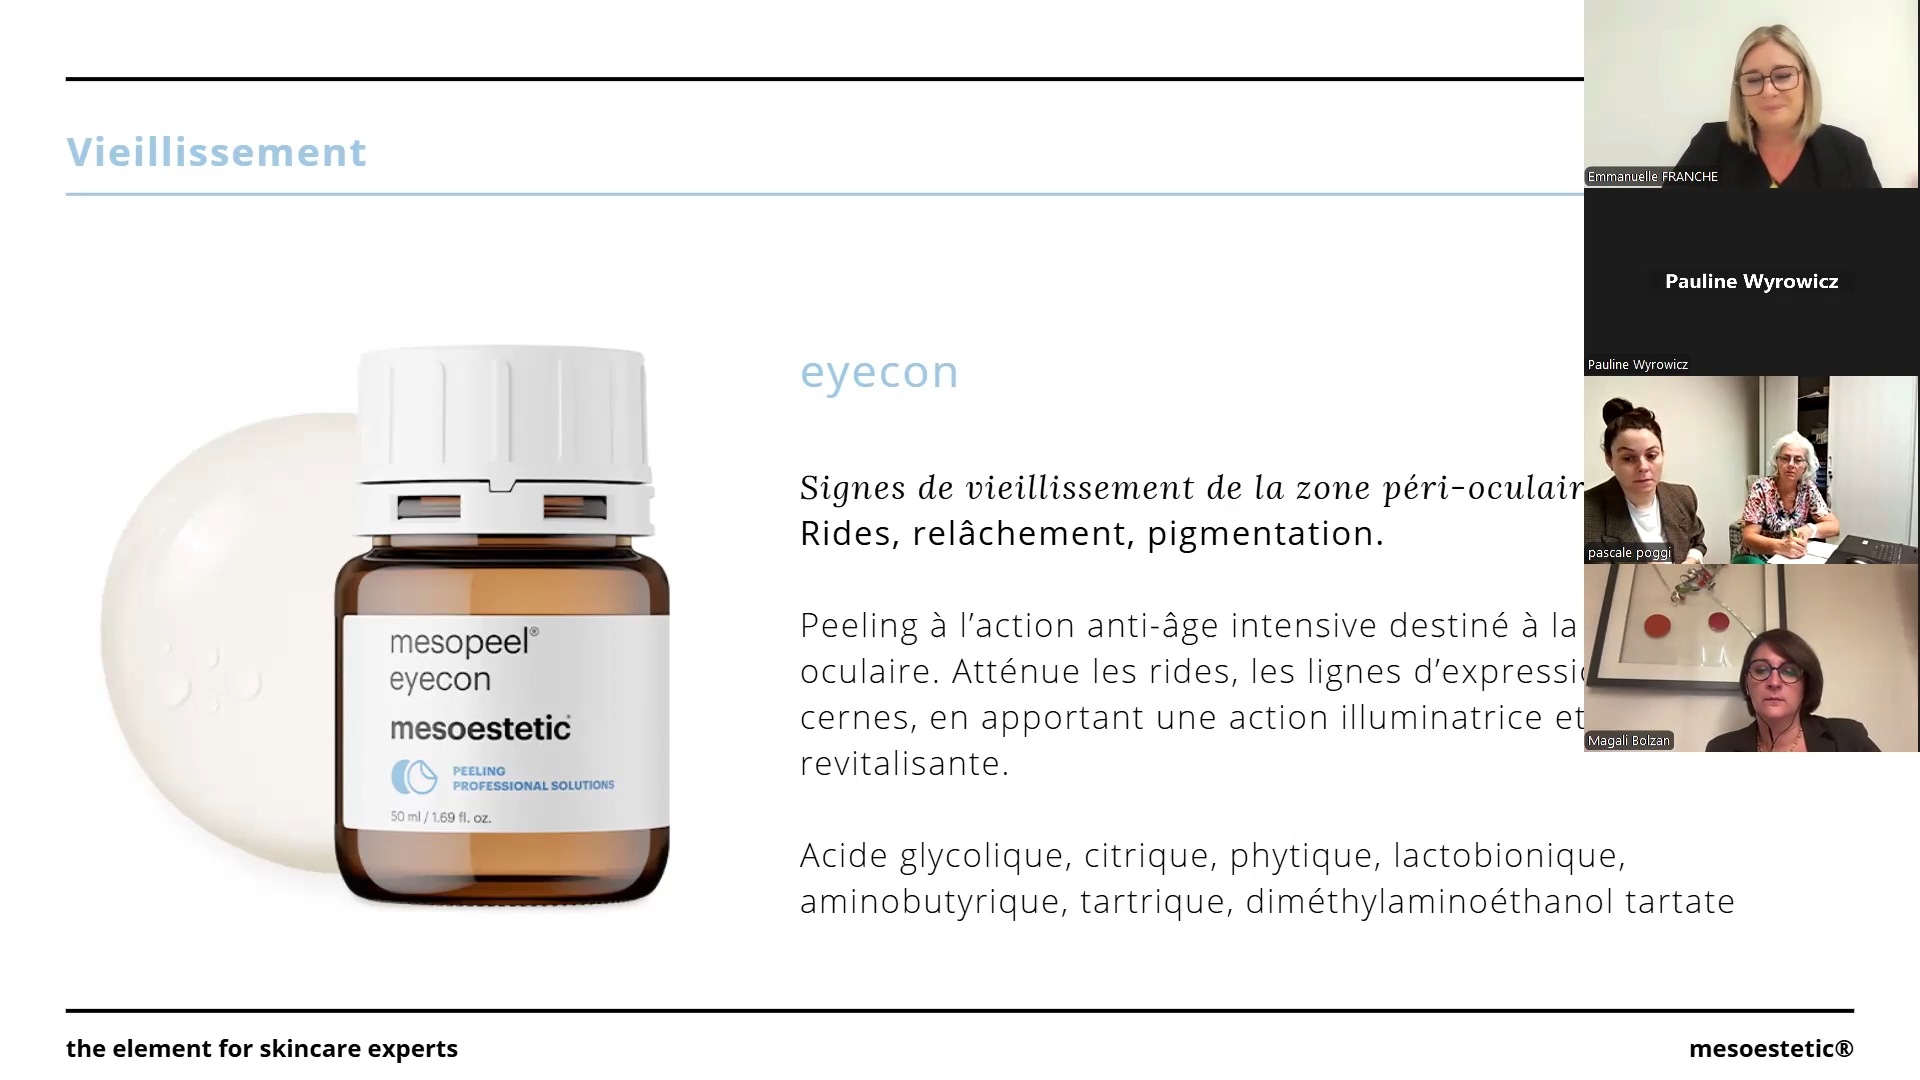 Vieillissement
eyecon
Signes de vieillissement de la zone péri-oculair
Rides, relâchement, pigmentation.
Peeling à l’action anti-âge intensive destiné à la
oculaire. Atténue les rides, les lignes d’expressio
cernes, en apportant une action illuminatrice et
revitalisante.
Acide glycolique, citrique, phytique, lactobionique,
aminobutyrique, tartrique, diméthylaminoéthanol tartate
mesopeel®
eyecon
mesoestetic
PEELING
PROFESSIONAL SOLUTIONS
50 ml / 1.69 fl. oz.
the element for skincare experts
mesoestetic®
Emmanuelle FRANCHE
Pauline Wyrowicz
Pauline Wyrowicz
pascale poggi
Magali Bolzan